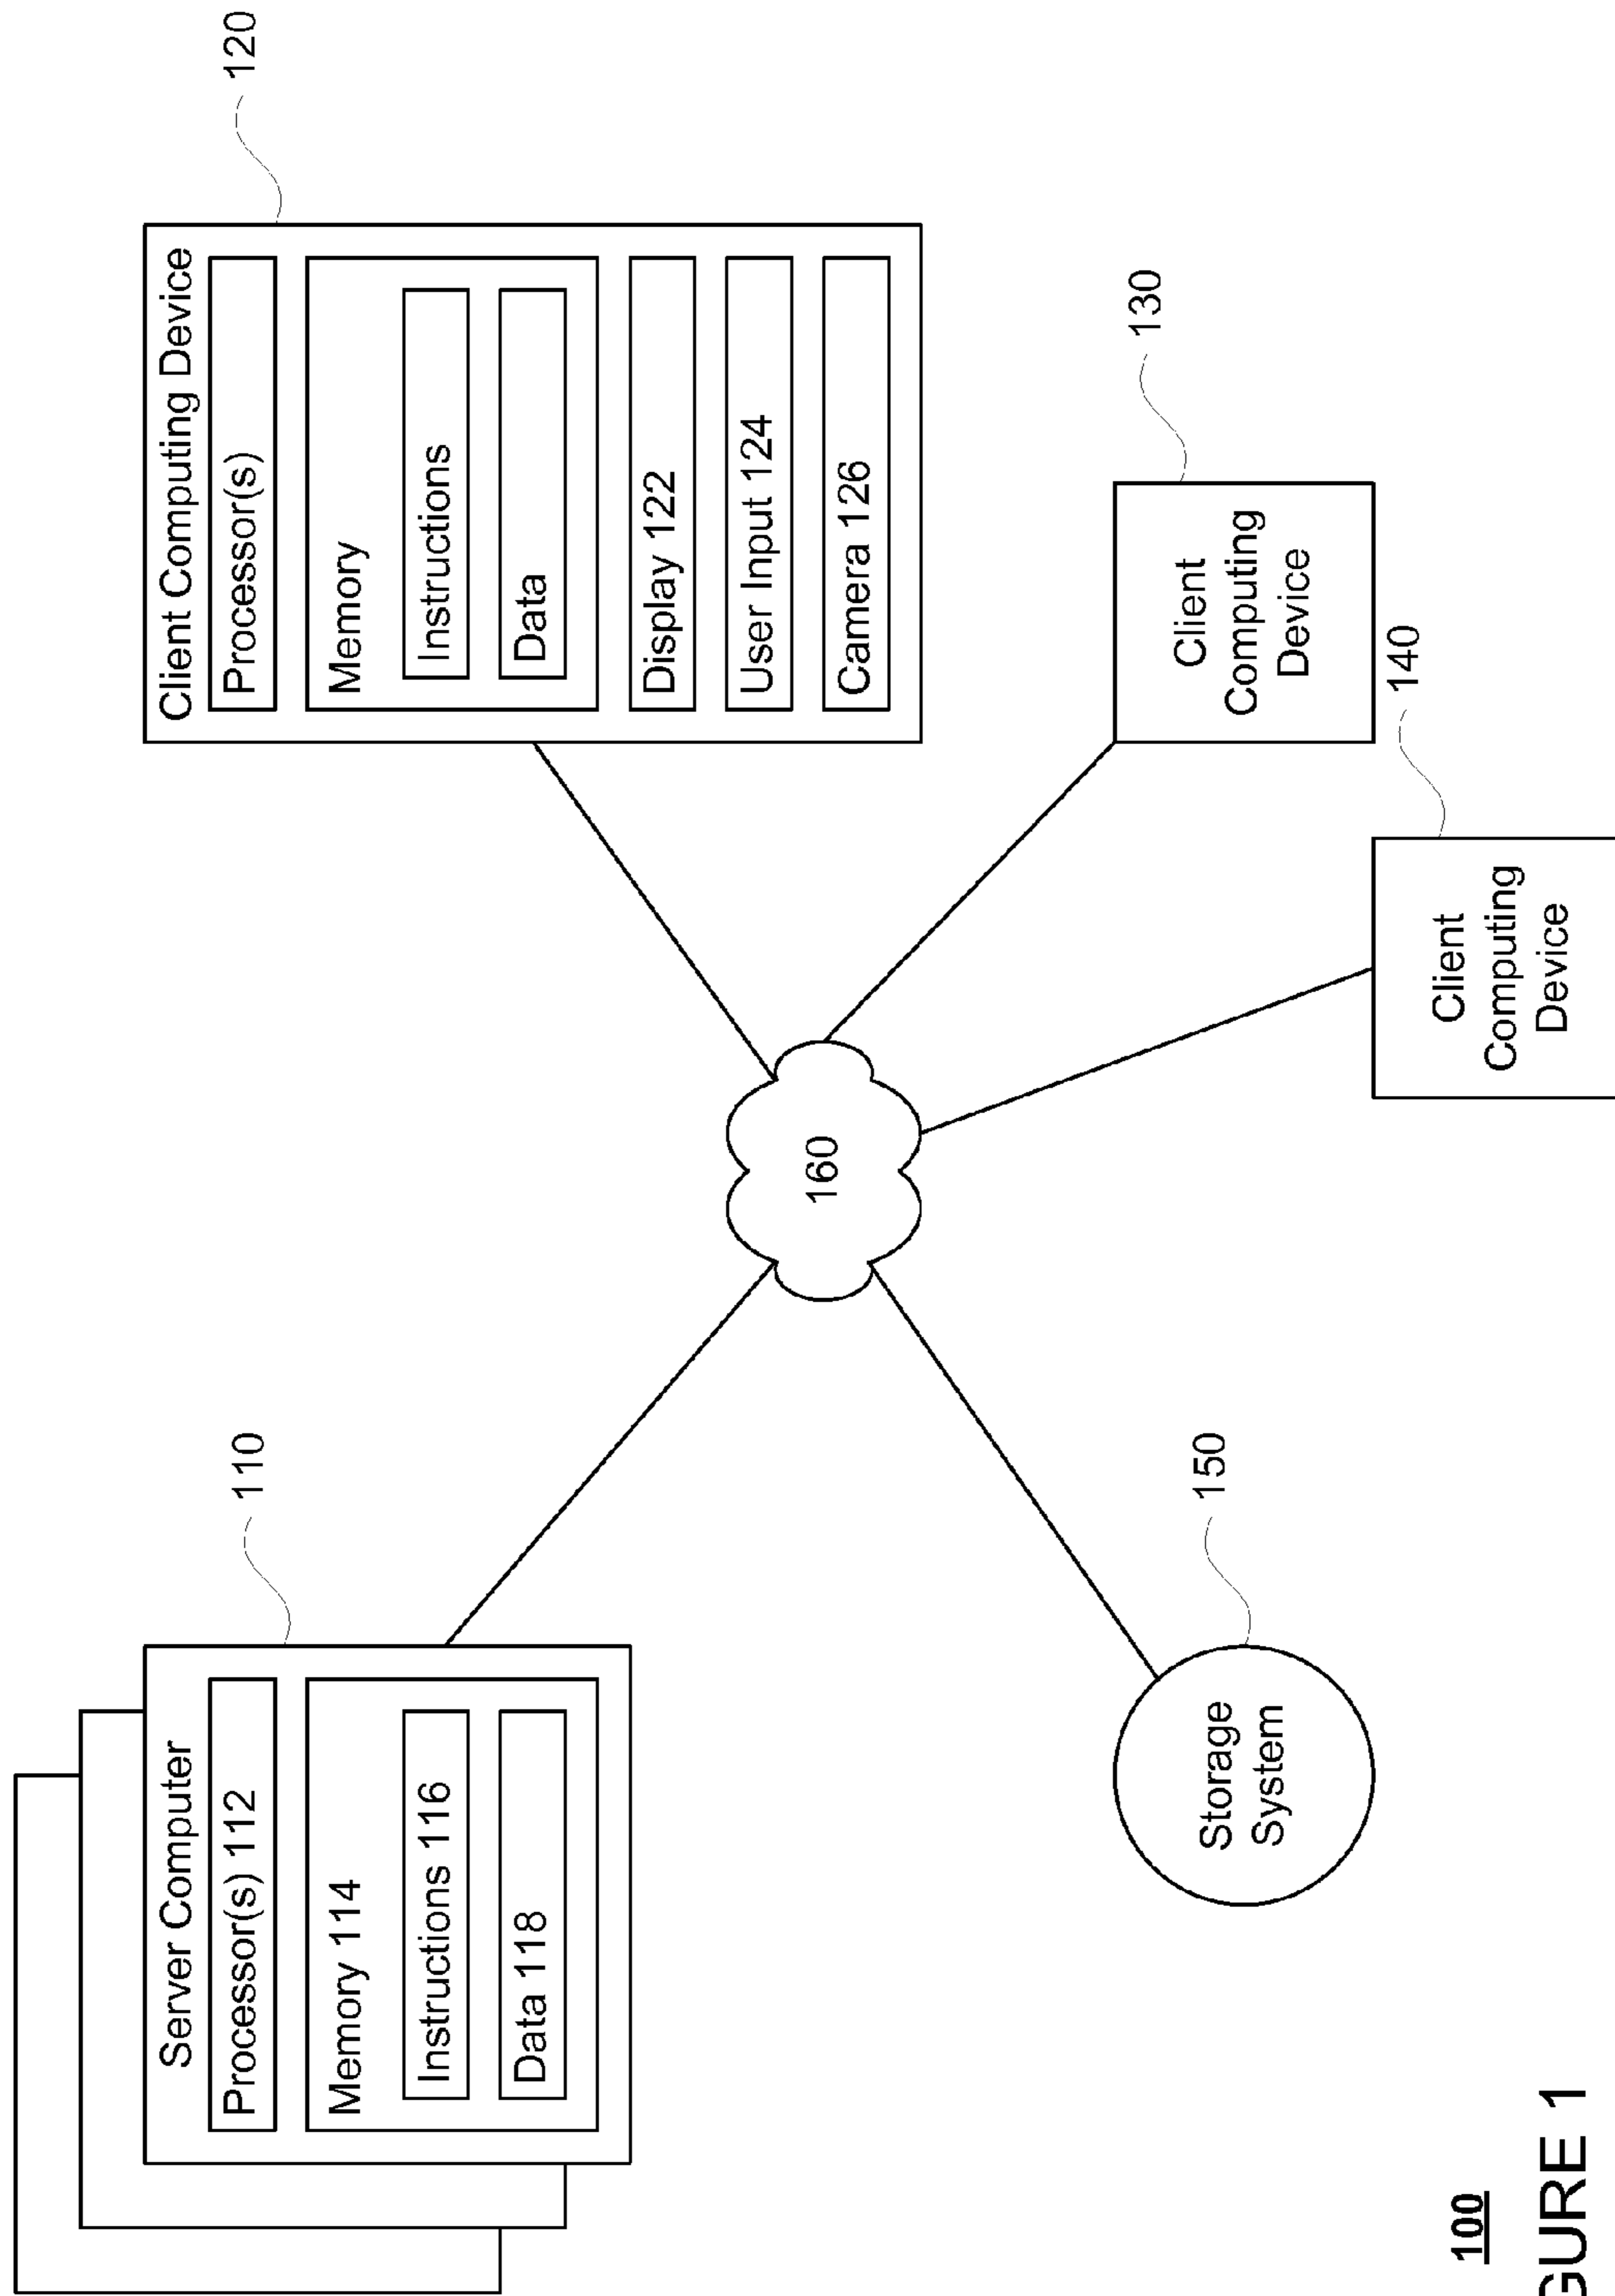 Server Computer
Processor(s) 112
Memory 114
Instructions 116
Data 118
110
Client Computing Device
Processor(s)
Memory
Instructions
Data
Display 122
User Input 124
Camera 126
120
160
Storage
System
150
Client
Computing
Device
130
Client
Computing
Device
140
100
GURE 1